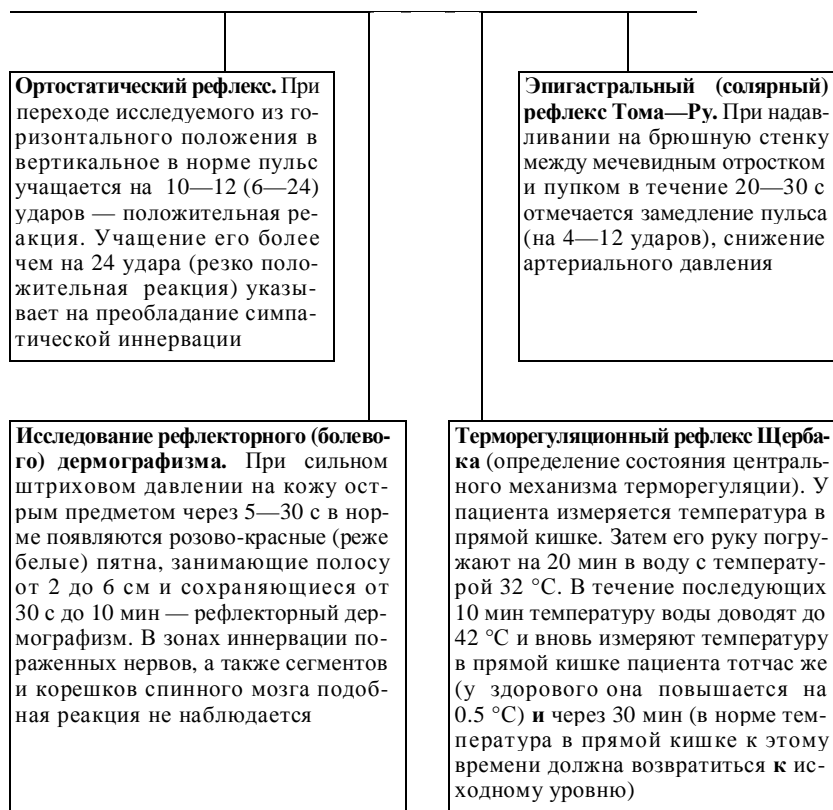 Ортостатический рефлекс. При
переходе исследуемого из го-
ризонтального положения в
вертикальное в норме пульс
учащается на 10—12 (6—24)
ударов — положительная ре-
акция. Учащение его более
чем на 24 удара (резко поло-
жительная реакция) указы-
вает на преобладание симпа-
тической иннервации
Эпигастральный (солярный)
рефлекс Тома—Ру. При надав-
ливании на брюшную стенку
между мечевидным отростком
и пупком в течение 20—30 с
отмечается замедление пульса
(на 4—12 ударов), снижение
артериального давления
Исследование рефлекторного (болево-
го) дермографизма. При сильном
штриховом давлении на кожу ост-
рым предметом через 5—30 с в нор-
ме появляются розово-красные (реже
белые) пятна, занимающие полосу
от 2 до 6 см и сохраняющиеся от
30 с до 10 мин — рефлекторный дер-
мографизм. В зонах иннервации по-
раженных нервов, а также сегментов
и корешков спинного мозга подоб-
ная реакция не наблюдается
Терморегуляционный рефлекс Щерба-
ка (определение состояния централь-
ного механизма терморегуляции). У
пациента измеряется температура в
прямой кишке. Затем его руку погру-
жают на 20 мин в воду с температу-
рой 32 °С. В течение последующих
10 мин температуру воды доводят до
42 °С и вновь измеряют температуру
в прямой кишке пациента тотчас же
(у здорового она повышается на
0.5 °С) и через 30 мин (в норме тем-
пература в прямой кишке к этому
времени должна возвратиться к ис-
ходному уровню)